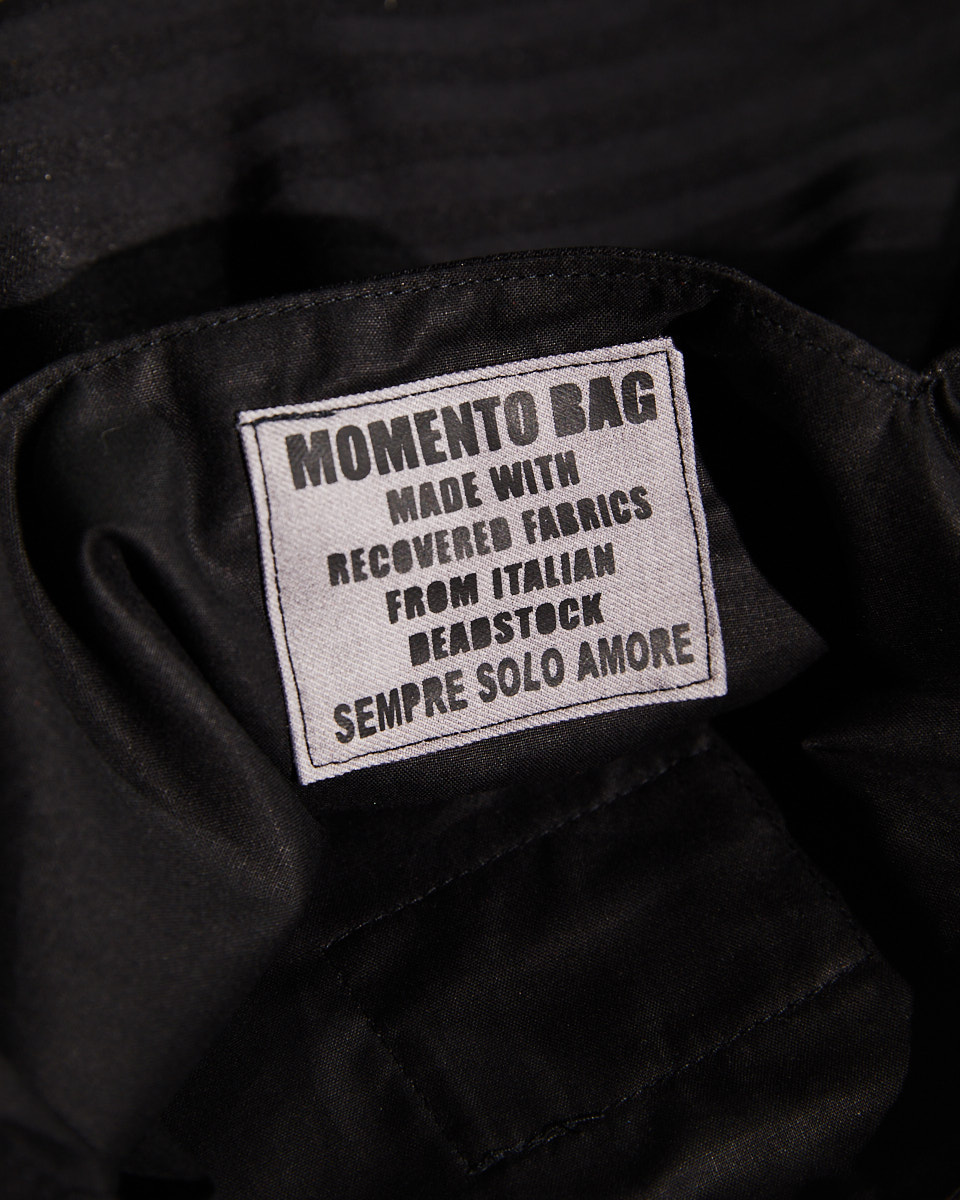 MOMENTO BAG
MADE WITH
RECOVERED FABRICS
FROM ITALIAN
DEADSTOCK
SEMPRE SOLO AMORE